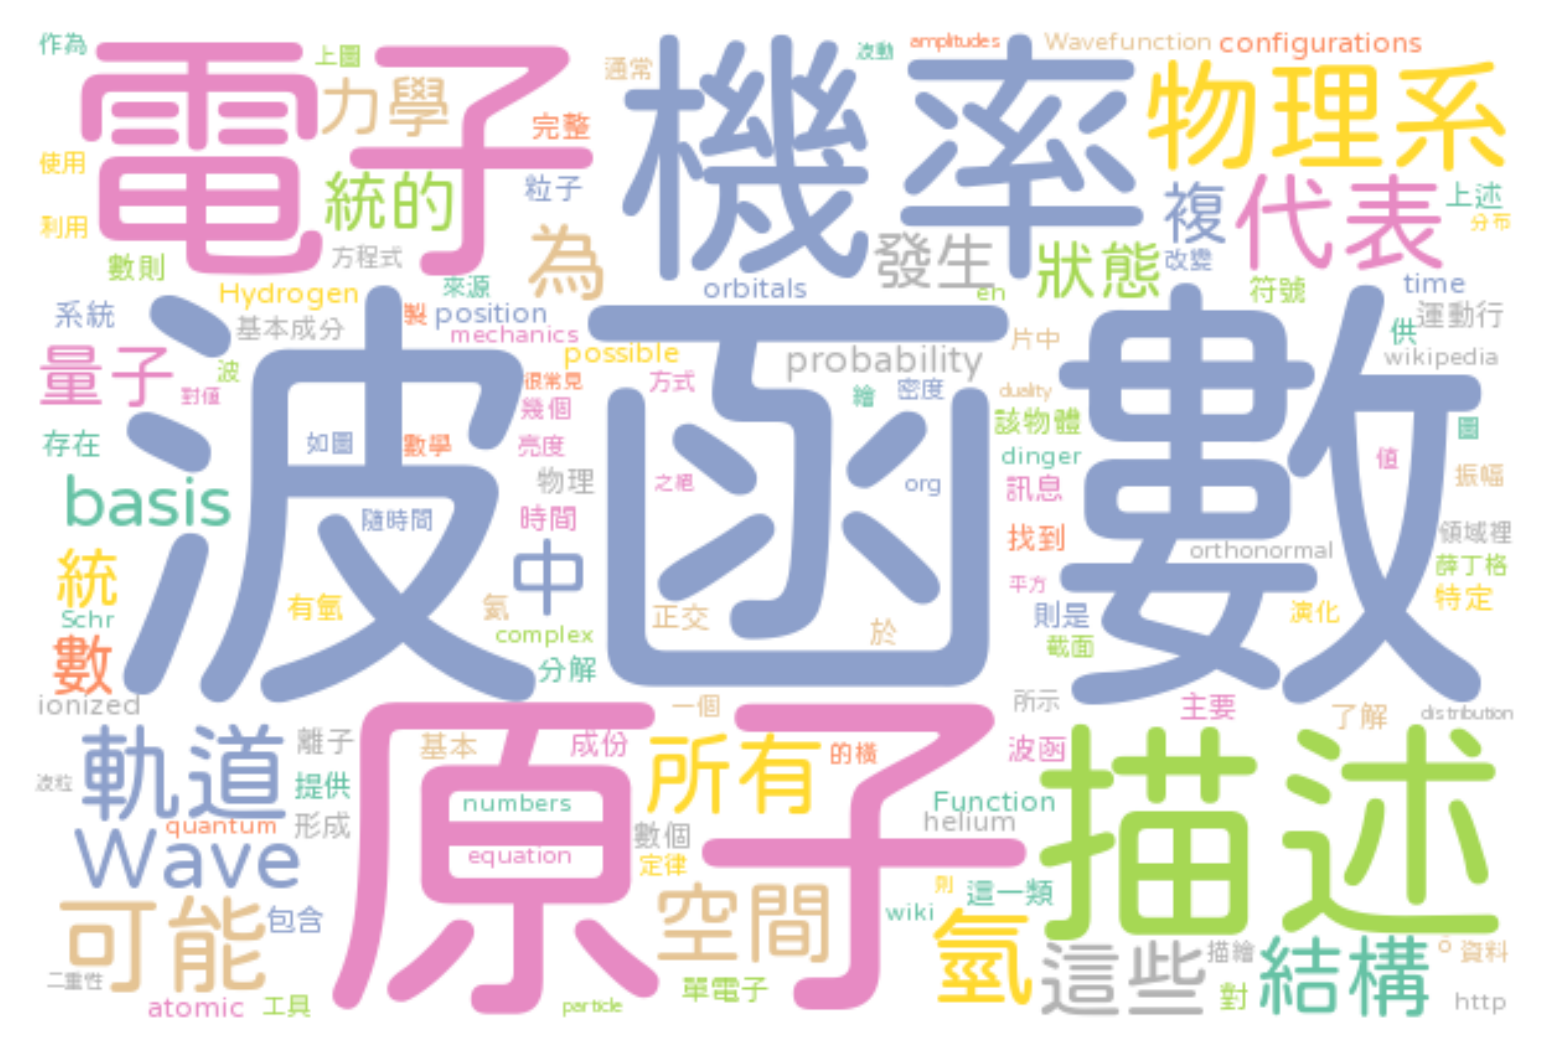 作為
電子
上圖
力學
完整
通常
機率
波動
amplitudes
Wavefunction
configurations
物理系
使用
統的
粒子
複
代表
上述
分布
利用
為
發生
狀態
改變
數則
方程式
來源
orbitals
en
符號
time
系統
Hydrogen
基本成分
製
position
mechanics
波函數
片中
供
運動行
量子
波
對值
possible
很常見
方式
probability
繪
密度
duality
wikipedia
存在
如圖
數學
幾個
亮度
該物體
圖
basis
物理
之絕
org
dinger
訊息
值
振幅
隨時間
時間
找到
orthonormal
領域裡
統
中
平方
薛丁格
Schr
有氫
氦
complex
正交
於
則是
演化
特定
數
分解
截面
ionized
原子
一個
所示
主要
了解
distribution
軌道
離子
基本
成份
所有
的橫
波函
描述
波粒
提供
numbers
Function
quantum
形成
數個
helium
Wave
equation
定律
則
這一類
可能
包含
空間
wiki
氫
二重性
這些
描繪
結構
ö
資料
atomic
工具
particle
單電子
對
http